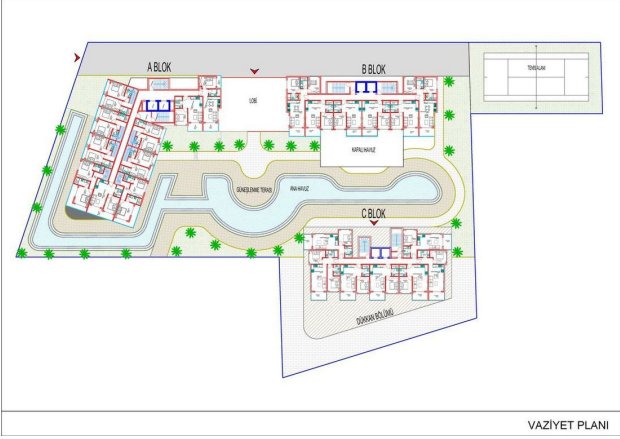 A BLOK
B BLOK
TENİS ALANI
LOBİ
KAPALI HAVUZ
GÜNEŞLENME TERASI
ANA HAVUZ
C BLOK
DÜKKAN BÖLÜMÜ
VAZİYET PLANI